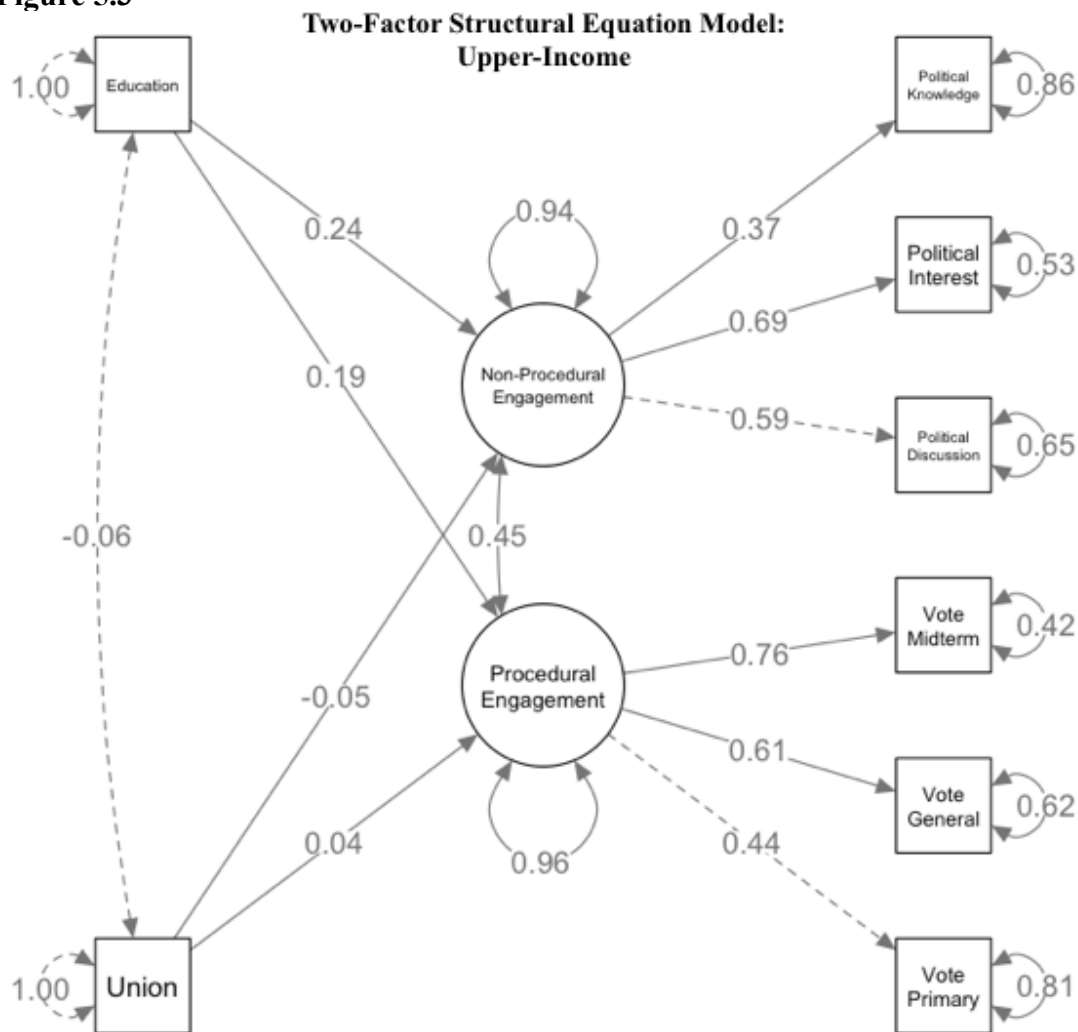 Two-Factor Structural Equation Model:
Upper-Income
1.00
Education
Political
Knowledge
0.86
0.24
0.94
0.37
Political
Interest
0.53
0.69
0.19
Non-Procedural
Engagement
0.59
Political
Discussion
0.65
-0.06
0.45
Vote
Midterm
0.42
0.76
-0.05
Procedural
Engagement
0.61
Vote
General
0.62
0.04
0.96
0.44
1.00
Union
Vote
Primary
0.81